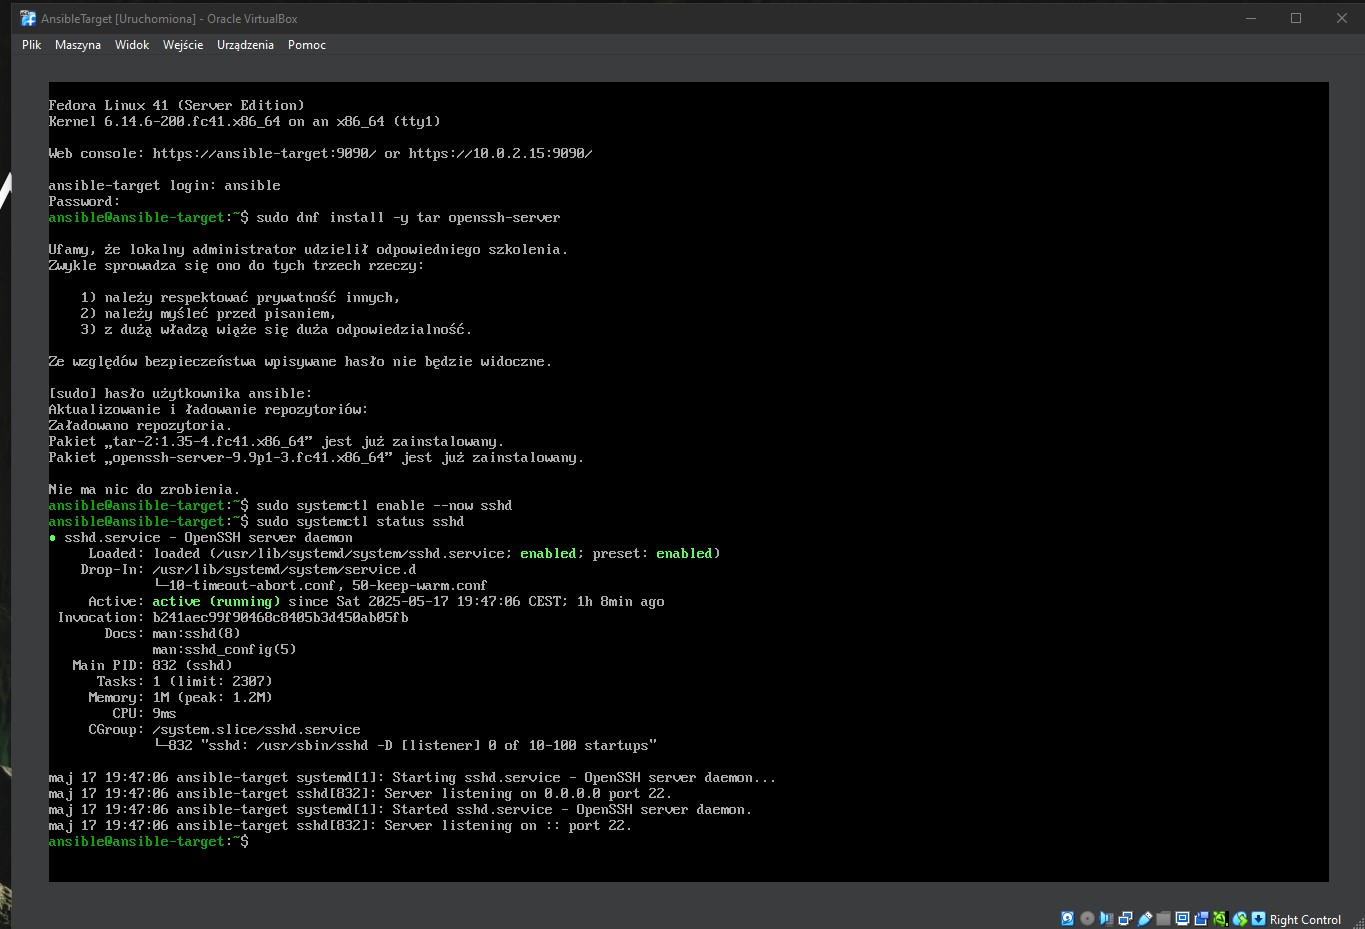 AnsibleTarget [Uruchomiona] - Oracle VirtualBox
Plik Maszyna Widok Wejście Urządzenia Pomoc
Fedora Linux 41 (Server Edition)
Kernel 6.14.6-200.fc41.x86_64 on an x86_64 (tty1)
Web console: https://ansible-target:9090/ or https://10.0.2.15:9090/
ansible-target login: ansible
Password:
ansible@ansible-target:~$ sudo dnf install -y tar openssh-server
Ufamy, że lokalny administrator udzielił odpowiedniego szkolenia.
Zwykle sprowadza się ono do tych trzech rzeczy:
1) należy respektować prywatność innych,
2) należy myśleć przed pisaniem,
3) z dużą władzą wiąże się duża odpowiedzialność.
Ze względów bezpieczeństwa wpisywane hasło nie będzie widoczne.
[sudo] hasło użytkownika ansible:
Aktualizowanie i ładowanie repozytoriów:
Załadowano repozytoria.
Pakiet „tar-2:1.35-4.fc41.x86_64” jest już zainstalowany.
Pakiet „openssh-server-9.9p1-3.fc41.x86_64” jest już zainstalowany.
Nie ma nic do zrobienia.
ansible@ansible-target:~$ sudo systemctl enable --now sshd
ansible@ansible-target:~$ sudo systemctl status sshd
● sshd.service - OpenSSH server daemon
Loaded: loaded (/usr/lib/systemd/system/sshd.service; enabled; preset: enabled)
Drop-In: /usr/lib/systemd/system/service.d
└─10-timeout-abort.conf, 50-keep-warm.conf
Active: active (running) since Sat 2025-05-17 19:47:06 CEST; 1h 8min ago
Invocation: b241aec99f90468c8405b3d450ab05fb
Docs: man:sshd(8)
man:sshd_config(5)
Main PID: 832 (sshd)
Tasks: 1 (limit: 2307)
Memory: 1M (peak: 1.2M)
CPU: 9ms
CGroup: /system.slice/sshd.service
└─832 "sshd: /usr/sbin/sshd -D [listener] 0 of 10-100 startups"
maj 17 19:47:06 ansible-target systemd[1]: Starting sshd.service - OpenSSH server daemon...
maj 17 19:47:06 ansible-target sshd[832]: Server listening on 0.0.0.0 port 22.
maj 17 19:47:06 ansible-target systemd[1]: Started sshd.service - OpenSSH server daemon.
maj 17 19:47:06 ansible-target sshd[832]: Server listening on :: port 22.
ansible@ansible-target:~$
Right Control